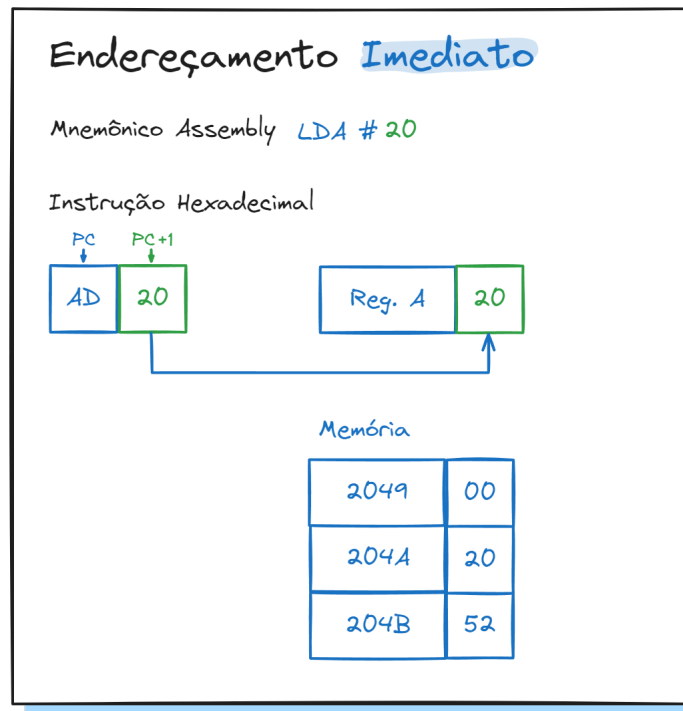 Endereçamento Imediato
Mnemônico Assembly LDA # 20
Instrução Hexadecimal
PC PC+1
AD 20
Reg. A 20
Memória
2049 00
204A 20
204B 52